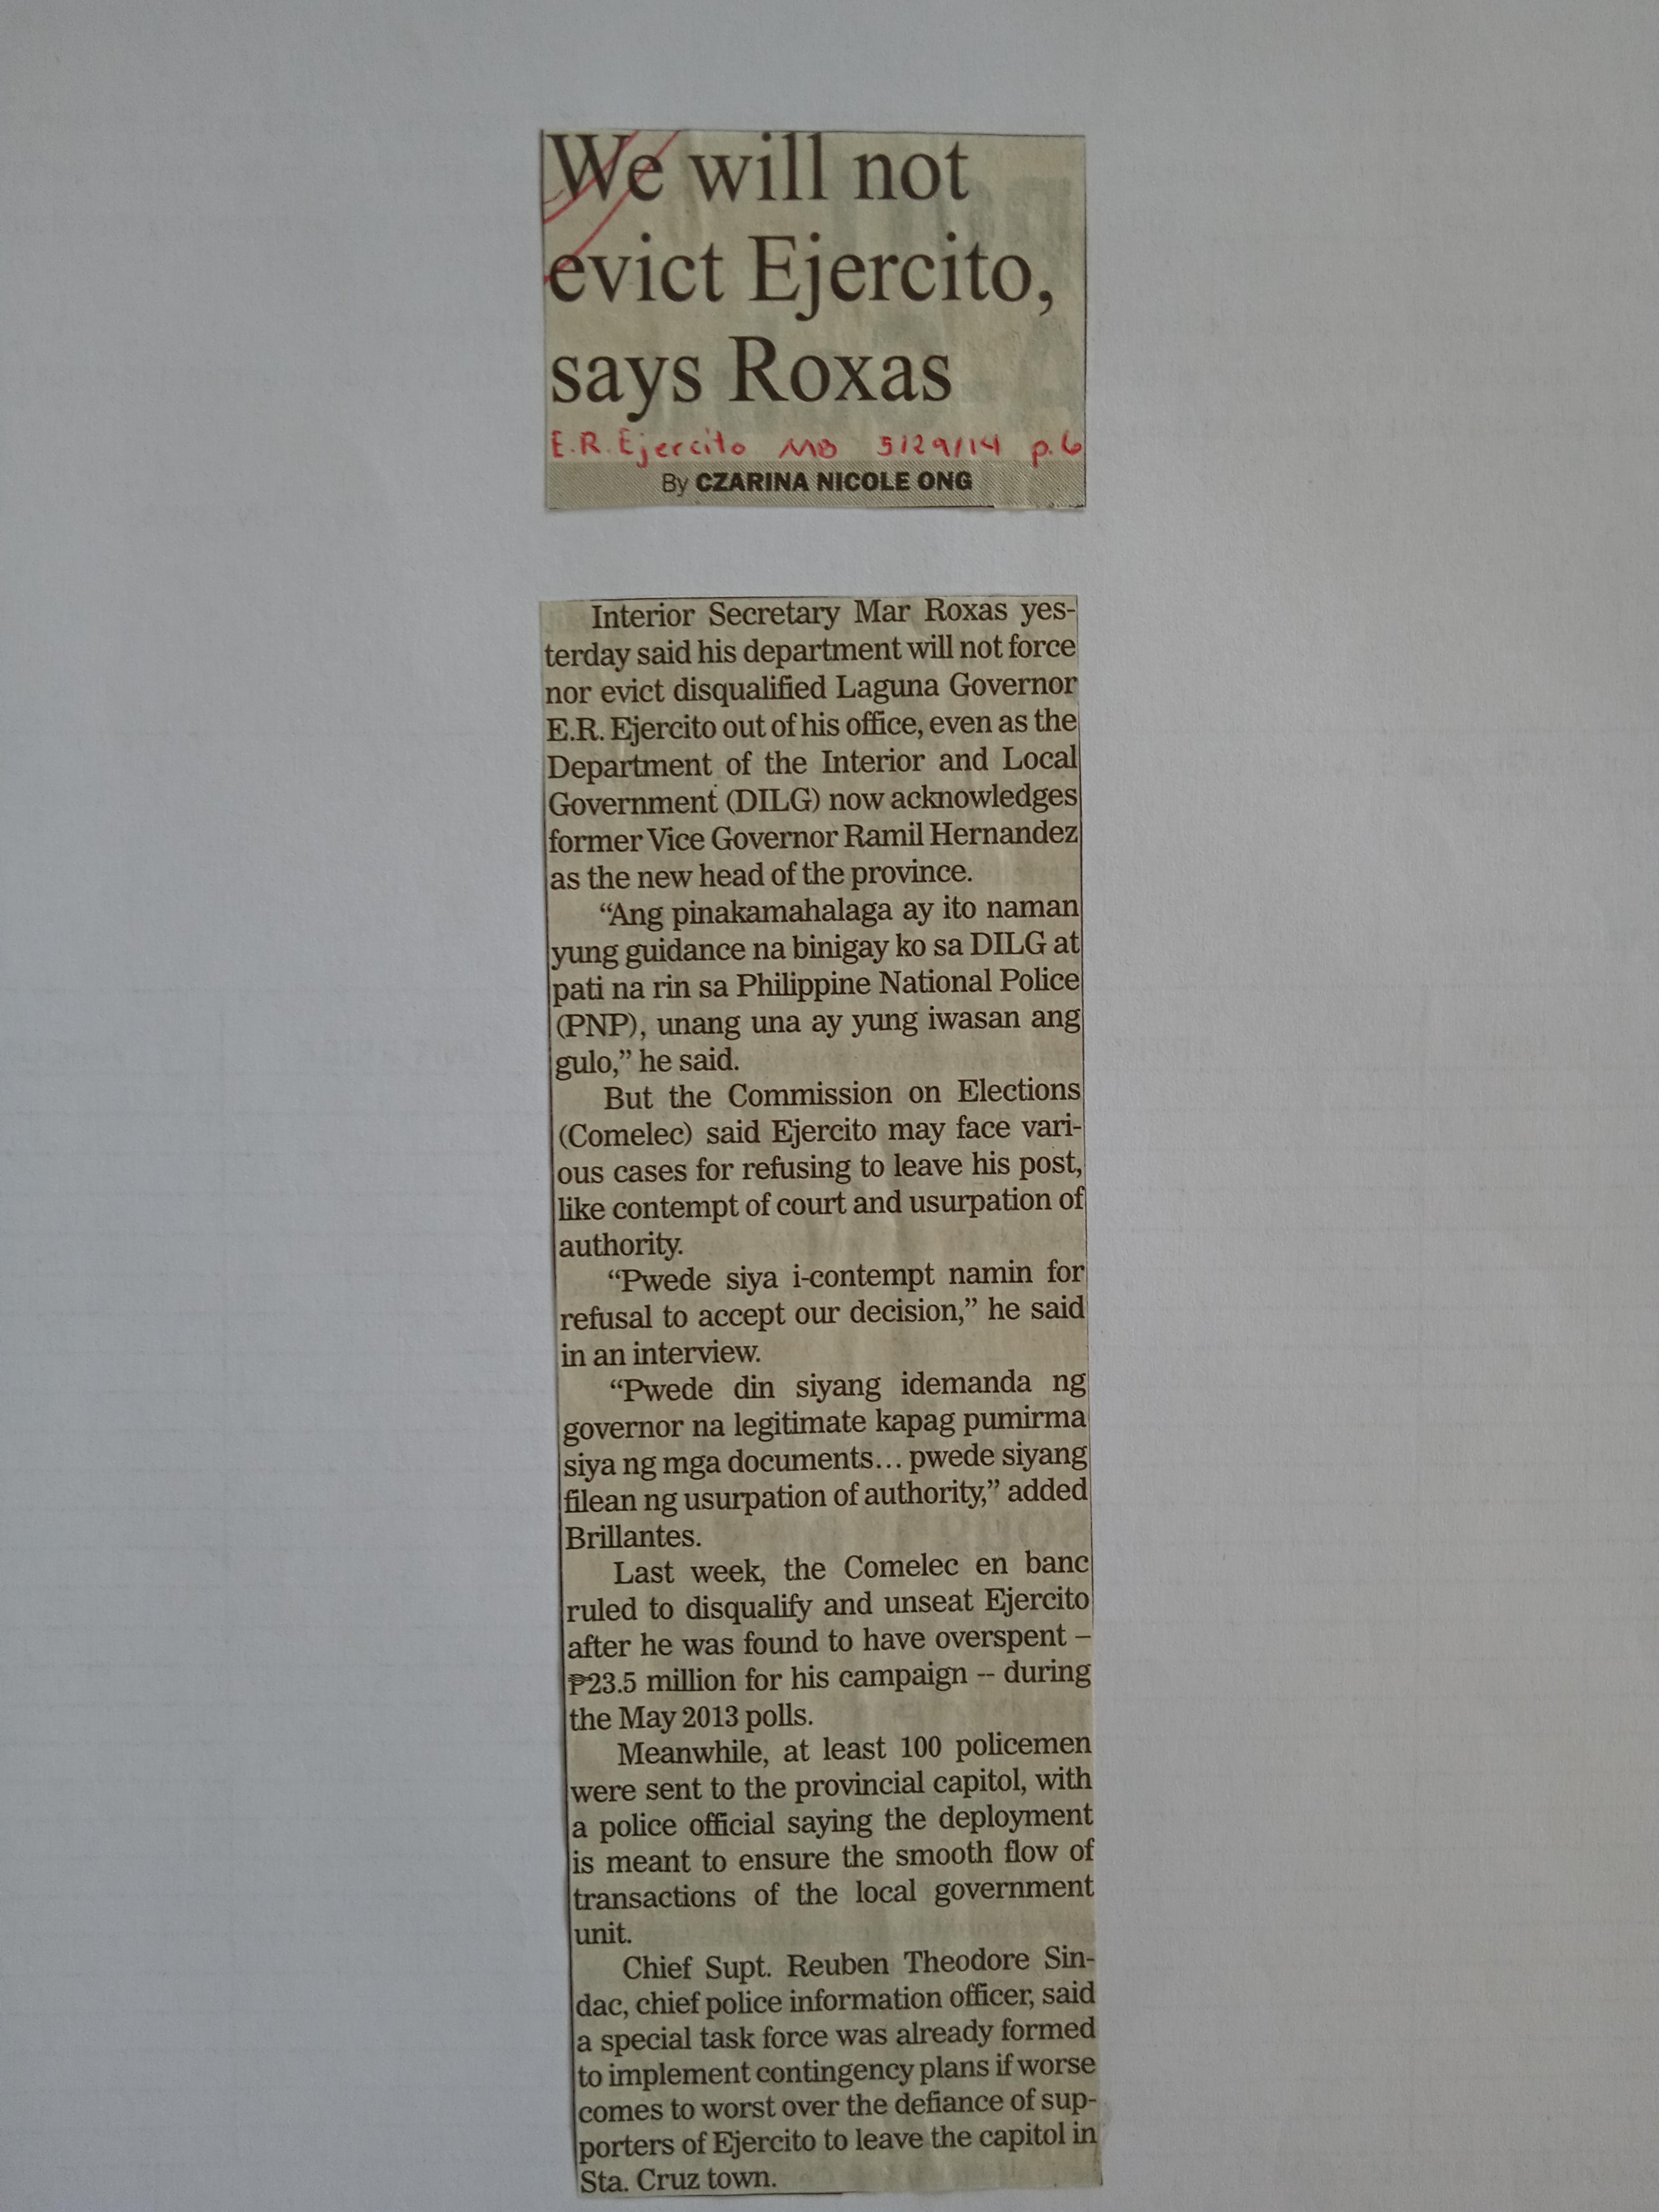 We will not
evict Ejercito,
says Roxas
E.R. Ejercito MB 5/29/14 p.6
By CZARINA NICOLE ONG
Interior Secretary Mar Roxas yes-
terday said his department will not force
nor evict disqualified Laguna Governor
E.R. Ejercito out of his office, even as the
Department of the Interior and Local
Government (DILG) now acknowledges
former Vice Governor Ramil Hernandez
as the new head of the province.
“Ang pinakamahalaga ay ito naman
yung guidance na binigay ko sa DILG at
pati na rin sa Philippine National Police
(PNP), unang una ay yung iwasan ang
gulo,” he said.
But the Commission on Elections
(Comelec) said Ejercito may face vari-
ous cases for refusing to leave his post,
like contempt of court and usurpation of
authority.
“Pwede siya i-contempt namin for
refusal to accept our decision,” he said
in an interview.
“Pwede din siyang idemanda ng
governor na legitimate kapag pumirma
siya ng mga documents… pwede siyang
filean ng usurpation of authority,” added
Brillantes.
Last week, the Comelec en banc
ruled to disqualify and unseat Ejercito
after he was found to have overspent –
₱23.5 million for his campaign -- during
the May 2013 polls.
Meanwhile, at least 100 policemen
were sent to the provincial capitol, with
a police official saying the deployment
is meant to ensure the smooth flow of
transactions of the local government
unit.
Chief Supt. Reuben Theodore Sin-
dac, chief police information officer, said
a special task force was already formed
to implement contingency plans if worse
comes to worst over the defiance of sup-
porters of Ejercito to leave the capitol in
Sta. Cruz town.